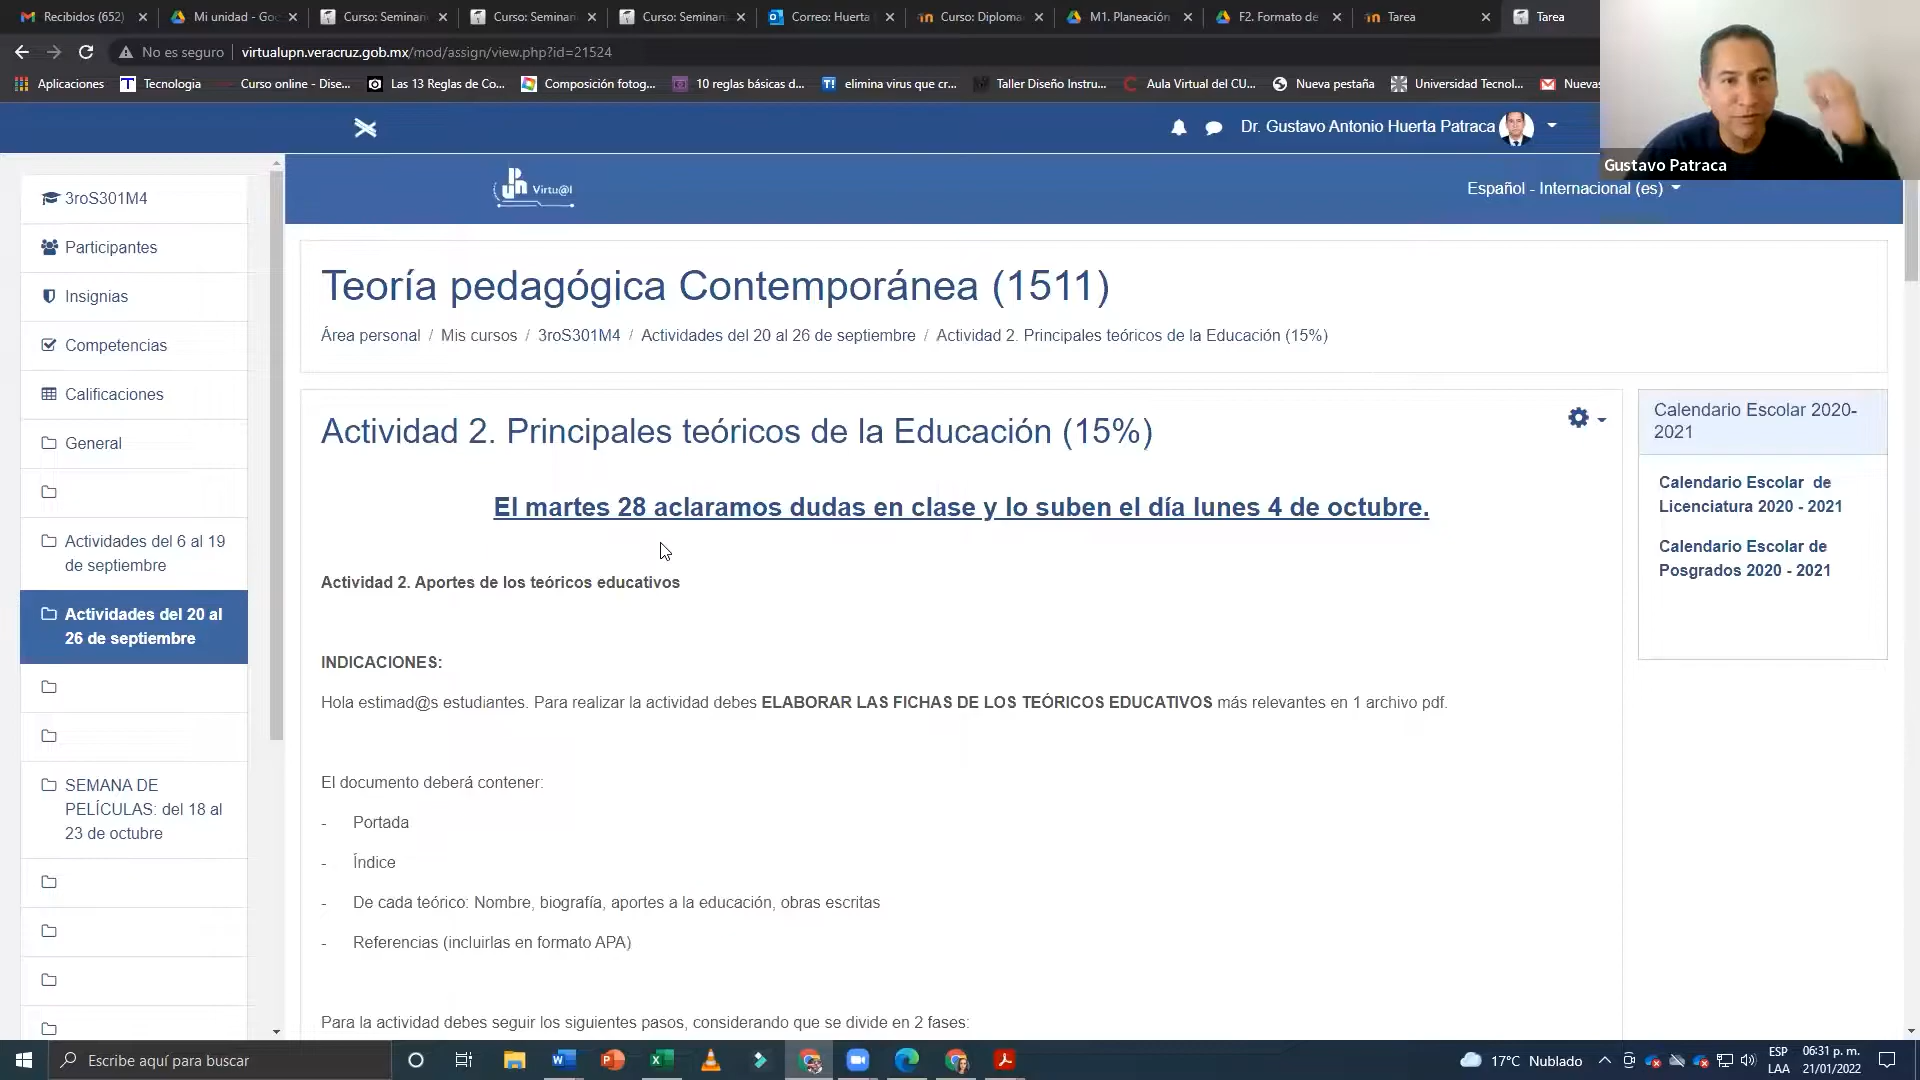 Recibidos (652)
Mi unidad - Goo
Curso: Seminar
Curso: Seminar
Curso: Seminar
Correo: Huerta
Curso: Diploma
M1. Planeación
F2. Formato de
Tarea
Tarea
No es seguro
virtualupn.veracruz.gob.mx/mod/assign/view.php?id=21524
Aplicaciones
Tecnologia
Curso online - Dise...
Las 13 Reglas de Co...
Composición fotog...
10 reglas básicas d...
elimina virus que cr...
Taller Diseño Instru...
Aula Virtual del CU...
Nueva pestaña
Universidad Tecnol...
Nuevas
Dr. Gustavo Antonio Huerta Patraca
Gustavo Patraca
Virtu@l
Español - Internacional (es)
3roS301M4
Participantes
Insignias
Competencias
Calificaciones
General
Actividades del 6 al 19
de septiembre
Actividades del 20 al
26 de septiembre
SEMANA DE
PELÍCULAS: del 18 al
23 de octubre
Teoría pedagógica Contemporánea (1511)
Área personal / Mis cursos / 3roS301M4 / Actividades del 20 al 26 de septiembre / Actividad 2. Principales teóricos de la Educación (15%)
Actividad 2. Principales teóricos de la Educación (15%)
El martes 28 aclaramos dudas en clase y lo suben el día lunes 4 de octubre.
Actividad 2. Aportes de los teóricos educativos
INDICACIONES:
Hola estimad@s estudiantes. Para realizar la actividad debes ELABORAR LAS FICHAS DE LOS TEÓRICOS EDUCATIVOS más relevantes en 1 archivo pdf.
El documento deberá contener:
- Portada
- Índice
- De cada teórico: Nombre, biografía, aportes a la educación, obras escritas
- Referencias (incluirlas en formato APA)
Para la actividad debes seguir los siguientes pasos, considerando que se divide en 2 fases:
Calendario Escolar 2020-
2021
Calendario Escolar de
Licenciatura 2020 - 2021
Calendario Escolar de
Posgrados 2020 - 2021
Escribe aquí para buscar
17°C Nublado
ESP
LAA
06:31 p. m.
21/01/2022